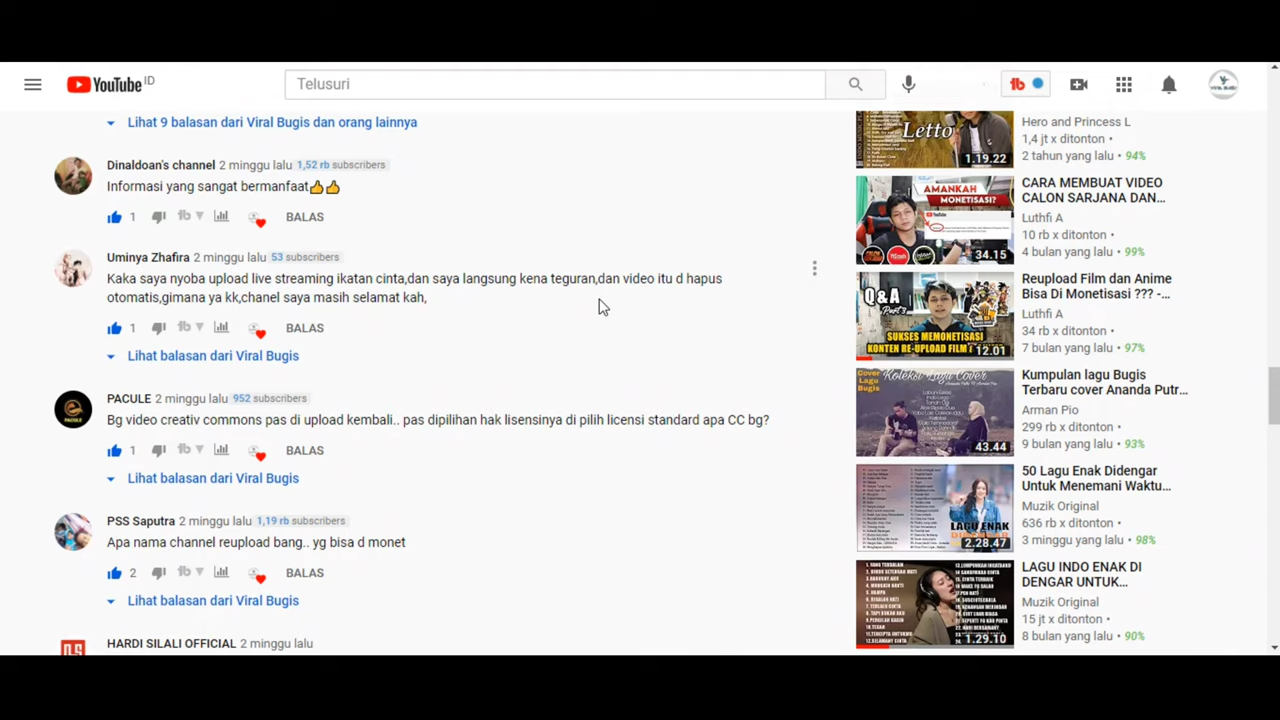 YouTube ID
Telusuri
Lihat 9 balasan dari Viral Bugis dan orang lainnya
Dinaldoan's channel 2 minggu lalu 1,52 rb subscribers
Informasi yang sangat bermanfaat👍👍
1 BALAS
Uminya Zhafira 2 minggu lalu 53 subscribers
Kaka saya nyoba upload live streaming ikatan cinta,dan saya langsung kena teguran,dan video itu d hapus
otomatis,gimana ya kk,chanel saya masih selamat kah,
1 BALAS
Lihat balasan dari Viral Bugis
PACULE 2 minggu lalu 952 subscribers
Bg video creativ commons pas di upload kembali.. pas dipilihan hak lisensinya di pilih licensi standard apa CC bg?
1 BALAS
Lihat balasan dari Viral Bugis
PSS Saputra 2 minggu lalu 1,19 rb subscribers
Apa nama channel reupload bng.. yg bisa d monet
2 BALAS
Lihat balasan dari Viral Bugis
HARDI SILALI OFFICIAL 2 minggu lalu
Letto
1.19.22
Hero and Princess L
1,4 jt x ditonton
2 tahun yang lalu 94%
AMANKAH
MONETISASI?
34.15
CARA MEMBUAT VIDEO
CALON SARJANA DAN...
Luthfi A
10 rb x ditonton
4 bulan yang lalu 99%
Q&A
Part 3
SUKSES MEMONETISASI
KONTEN RE-UPLOAD FILM &
12.01
Reupload Film dan Anime
Bisa Di Monetisasi ??? -...
Luthfi A
34 rb x ditonton
7 bulan yang lalu 97%
Cover
Lagu
Bugis
Koleksi Lagu Cover
43.44
Kumpulan lagu Bugis
Terbaru cover Ananda Putr...
Arman Pio
299 rb x ditonton
9 bulan yang lalu 93%
LAGU ENAK
2.28.47
50 Lagu Enak Didengar
Untuk Menemani Waktu...
Muzik Original
636 rb x ditonton
3 minggu yang lalu 98%
1.29.10
LAGU INDO ENAK DI
DENGAR UNTUK...
Muzik Original
15 jt x ditonton
8 bulan yang lalu 90%